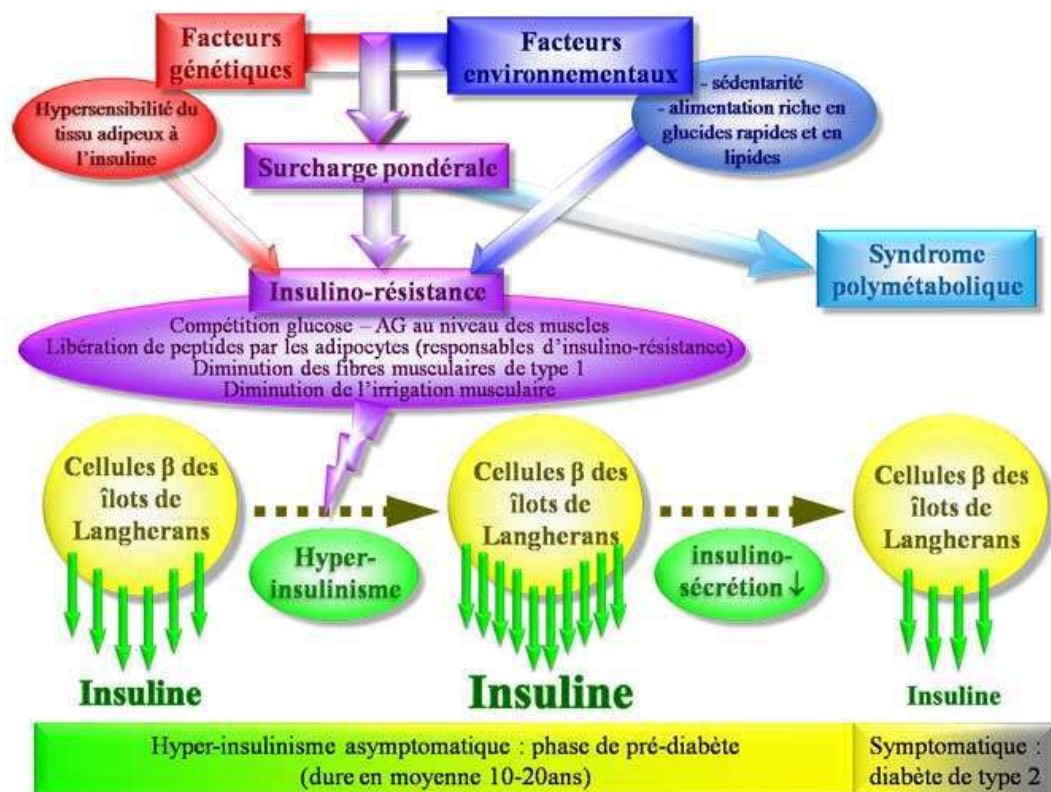 Facteurs
génétiques
Facteurs
environnementaux
Hypersensibilité du
tissu adipeux à
l'insuline
- sédentarité
- alimentation riche en
glucides rapides et en
lipides
Surcharge pondérale
Syndrome
polymétabolique
Insulino-résistance
Compétition glucose – AG au niveau des muscles
Libération de peptides par les adipocytes (responsables d'insulino-résistance)
Diminution des fibres musculaires de type 1
Diminution de l'irrigation musculaire
Cellules β des
îlots de
Langherans
Hyper-
insulinisme
Cellules β des
îlots de
Langherans
insulino-
sécrétion ↓
Cellules β des
îlots de
Langherans
Insuline
Insuline
Insuline
Hyper-insulinisme asymptomatique : phase de pré-diabète
(dure en moyenne 10-20ans)
Symptomatique :
diabète de type 2